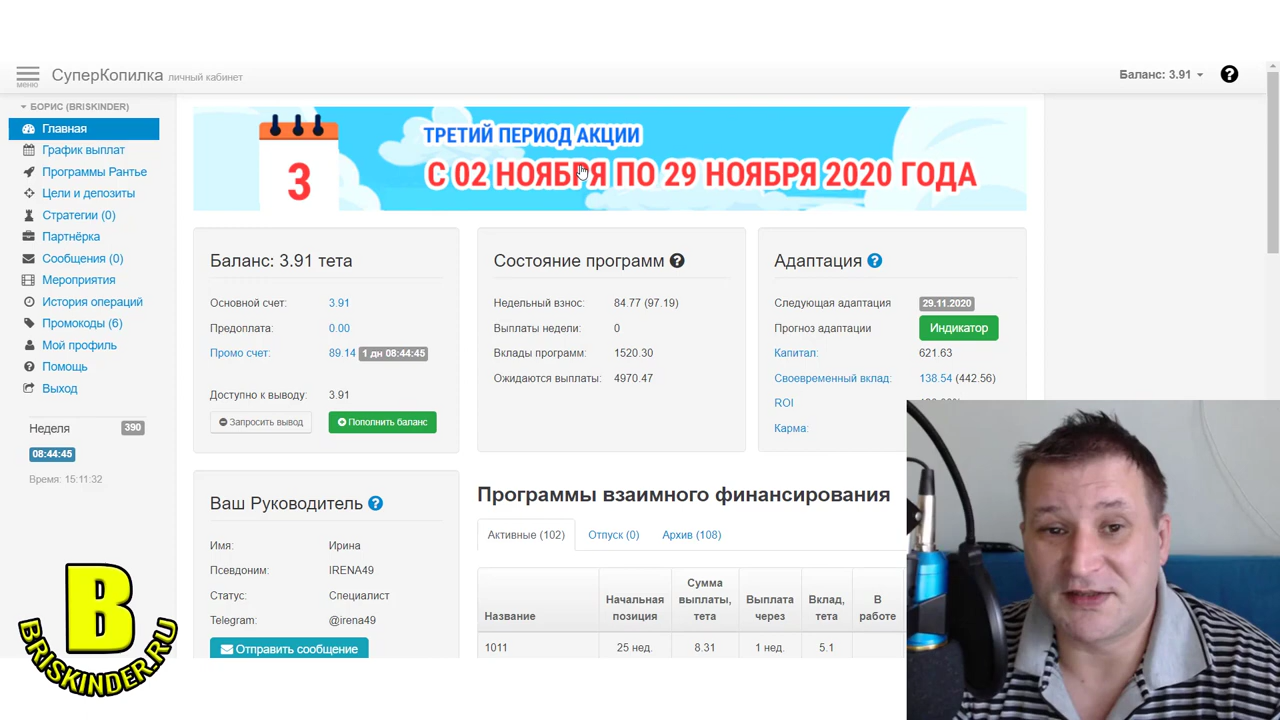 меню
СуперКопилка личный кабинет
Баланс: 3.91
?
БОРИС (BRISKINDER)
Главная
График выплат
Программы Рантье
Цели и депозиты
Стратегии (0)
Партнёрка
Сообщения (0)
Мероприятия
История операций
Промокоды (6)
Мой профиль
Помощь
Выход
Неделя 390
08:44:45
Время: 15:11:32
3
ТРЕТИЙ ПЕРИОД АКЦИИ
С 02 НОЯБРЯ ПО 29 НОЯБРЯ 2020 ГОДА
Баланс: 3.91 тета
Основной счет: 3.91
Предоплата: 0.00
Промо счет: 89.14 1 дн 08:44:45
Доступно к выводу: 3.91
Запросить вывод
Пополнить баланс
Состояние программ ?
Недельный взнос: 84.77 (97.19)
Выплаты недели: 0
Вклады программ: 1520.30
Ожидаются выплаты: 4970.47
Адаптация ?
Следующая адаптация 29.11.2020
Прогноз адаптации Индикатор
Капитал: 621.63
Своевременный вклад: 138.54 (442.56)
ROI
Карма:
Ваш Руководитель ?
Имя: Ирина
Псевдоним: IRENA49
Статус: Специалист
Telegram: @irena49
Отправить сообщение
Программы взаимного финансирования
Активные (102) Отпуск (0) Архив (108)
Название Начальная позиция Сумма выплаты, тета Выплата через Вклад, тета В работе
1011 25 нед. 8.31 1 нед. 5.1
B
BRISKINDER.RU